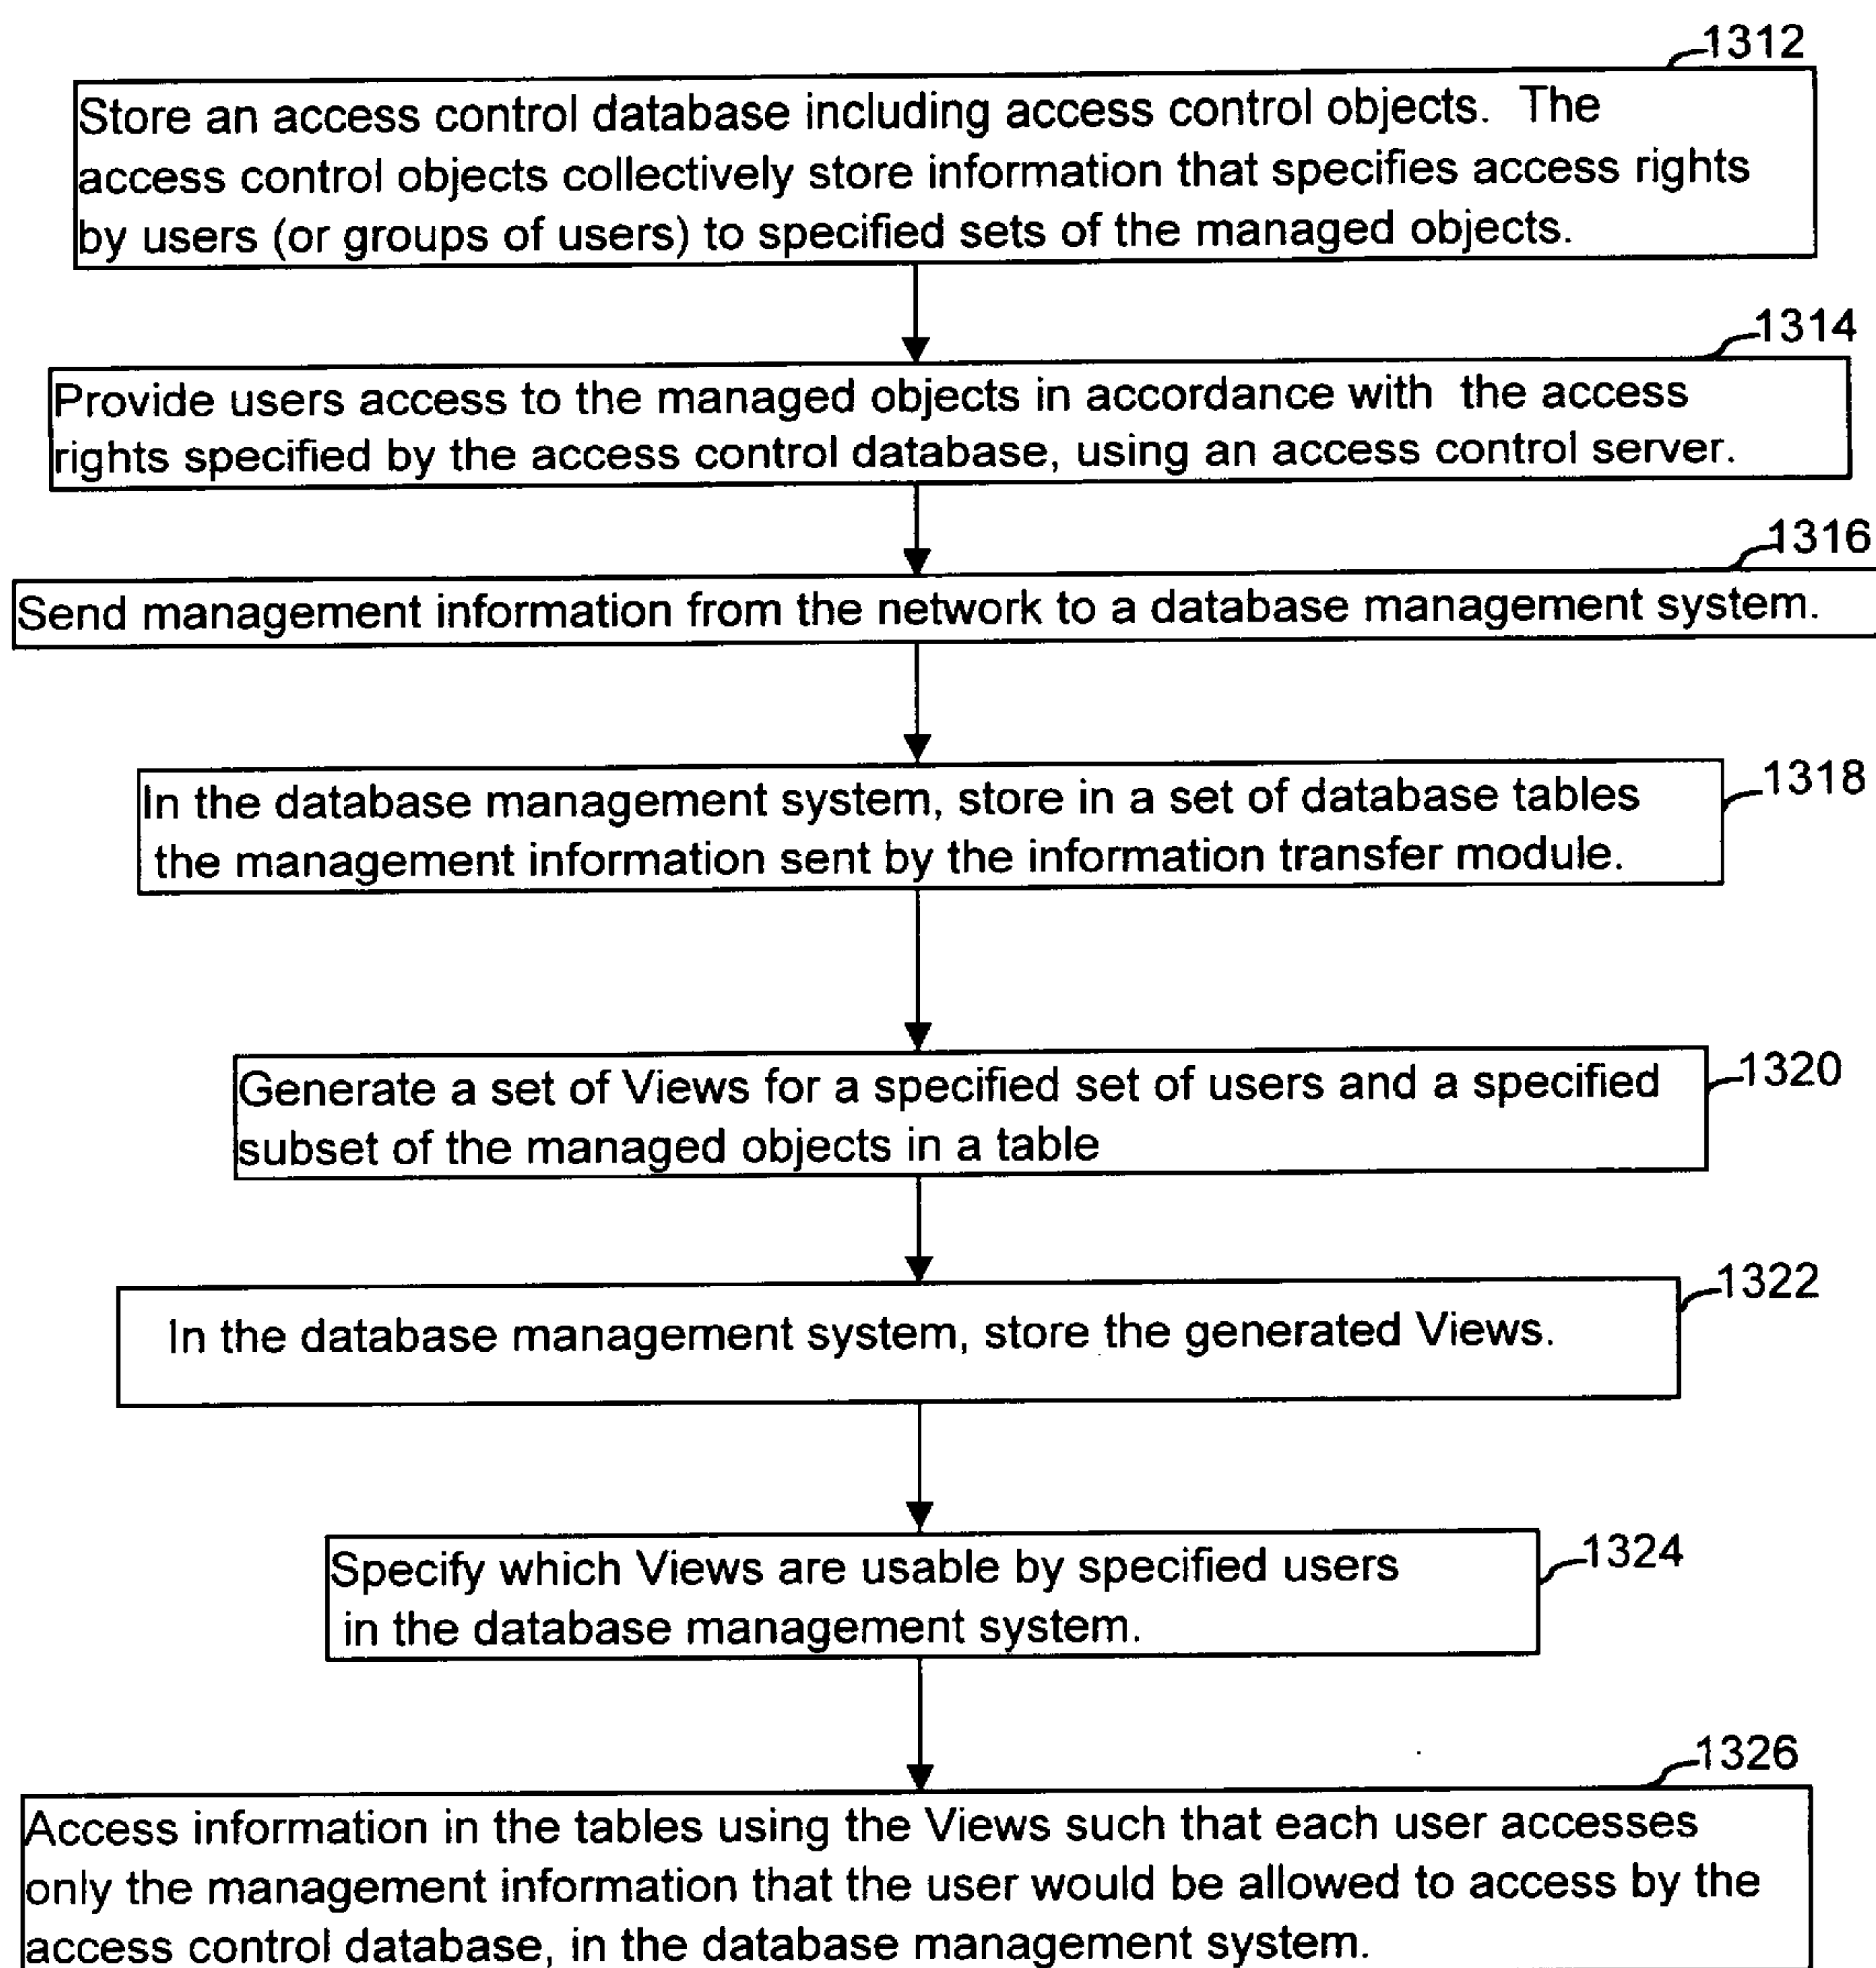 1312
Store an access control database including access control objects. The
access control objects collectively store information that specifies access rights
by users (or groups of users) to specified sets of the managed objects.
1314
Provide users access to the managed objects in accordance with the access
rights specified by the access control database, using an access control server.
1316
Send management information from the network to a database management system.
In the database management system, store in a set of database tables
the management information sent by the information transfer module.
1318
Generate a set of Views for a specified set of users and a specified
subset of the managed objects in a table
1320
In the database management system, store the generated Views.
1322
Specify which Views are usable by specified users
in the database management system.
1324
1326
Access information in the tables using the Views such that each user accesses
only the management information that the user would be allowed to access by the
access control database, in the database management system.